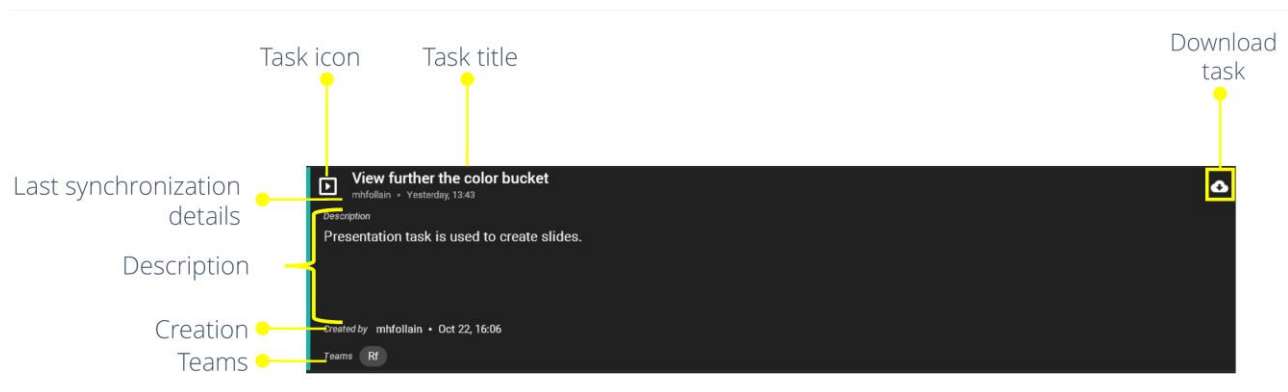 Task icon
Task title
Download
task
Last synchronization
details
Description
Creation
Teams
View further the color bucket
mhfollain • Yesterday, 13:43
Description
Presentation task is used to create slides.
Created by mhfollain • Oct 22, 16:06
Teams Rf